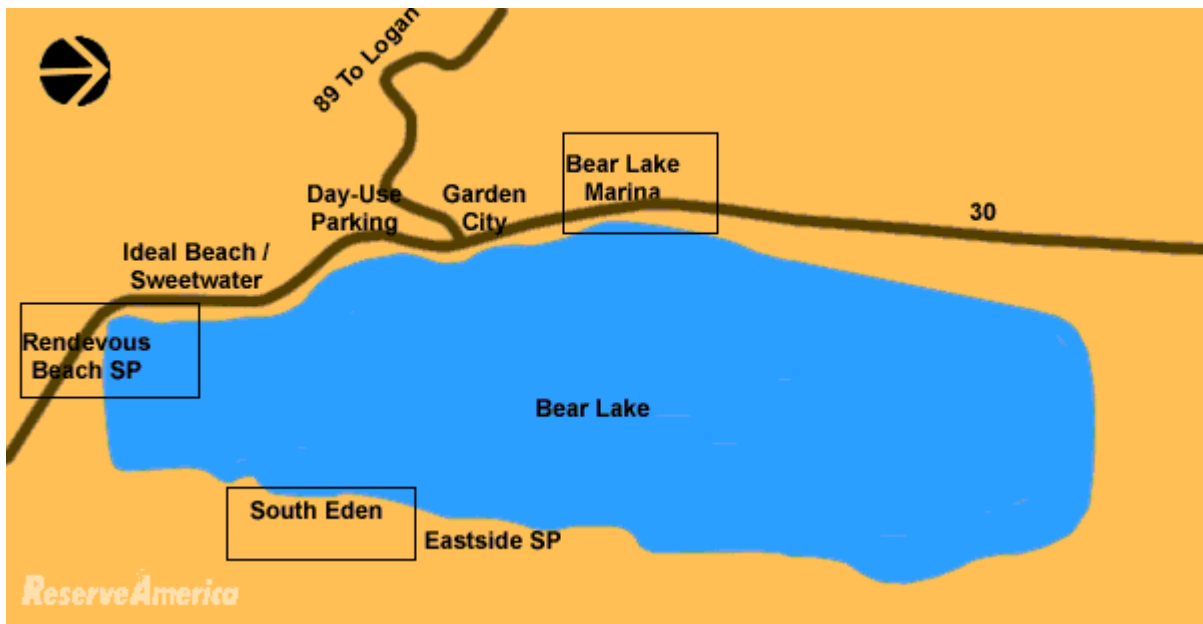 89 To Logan
Bear Lake
Marina
Day-Use
Parking
Garden
City
30
Ideal Beach /
Sweetwater
Rendevous
Beach SP
Bear Lake
South Eden
Eastside SP
ReserveAmerica